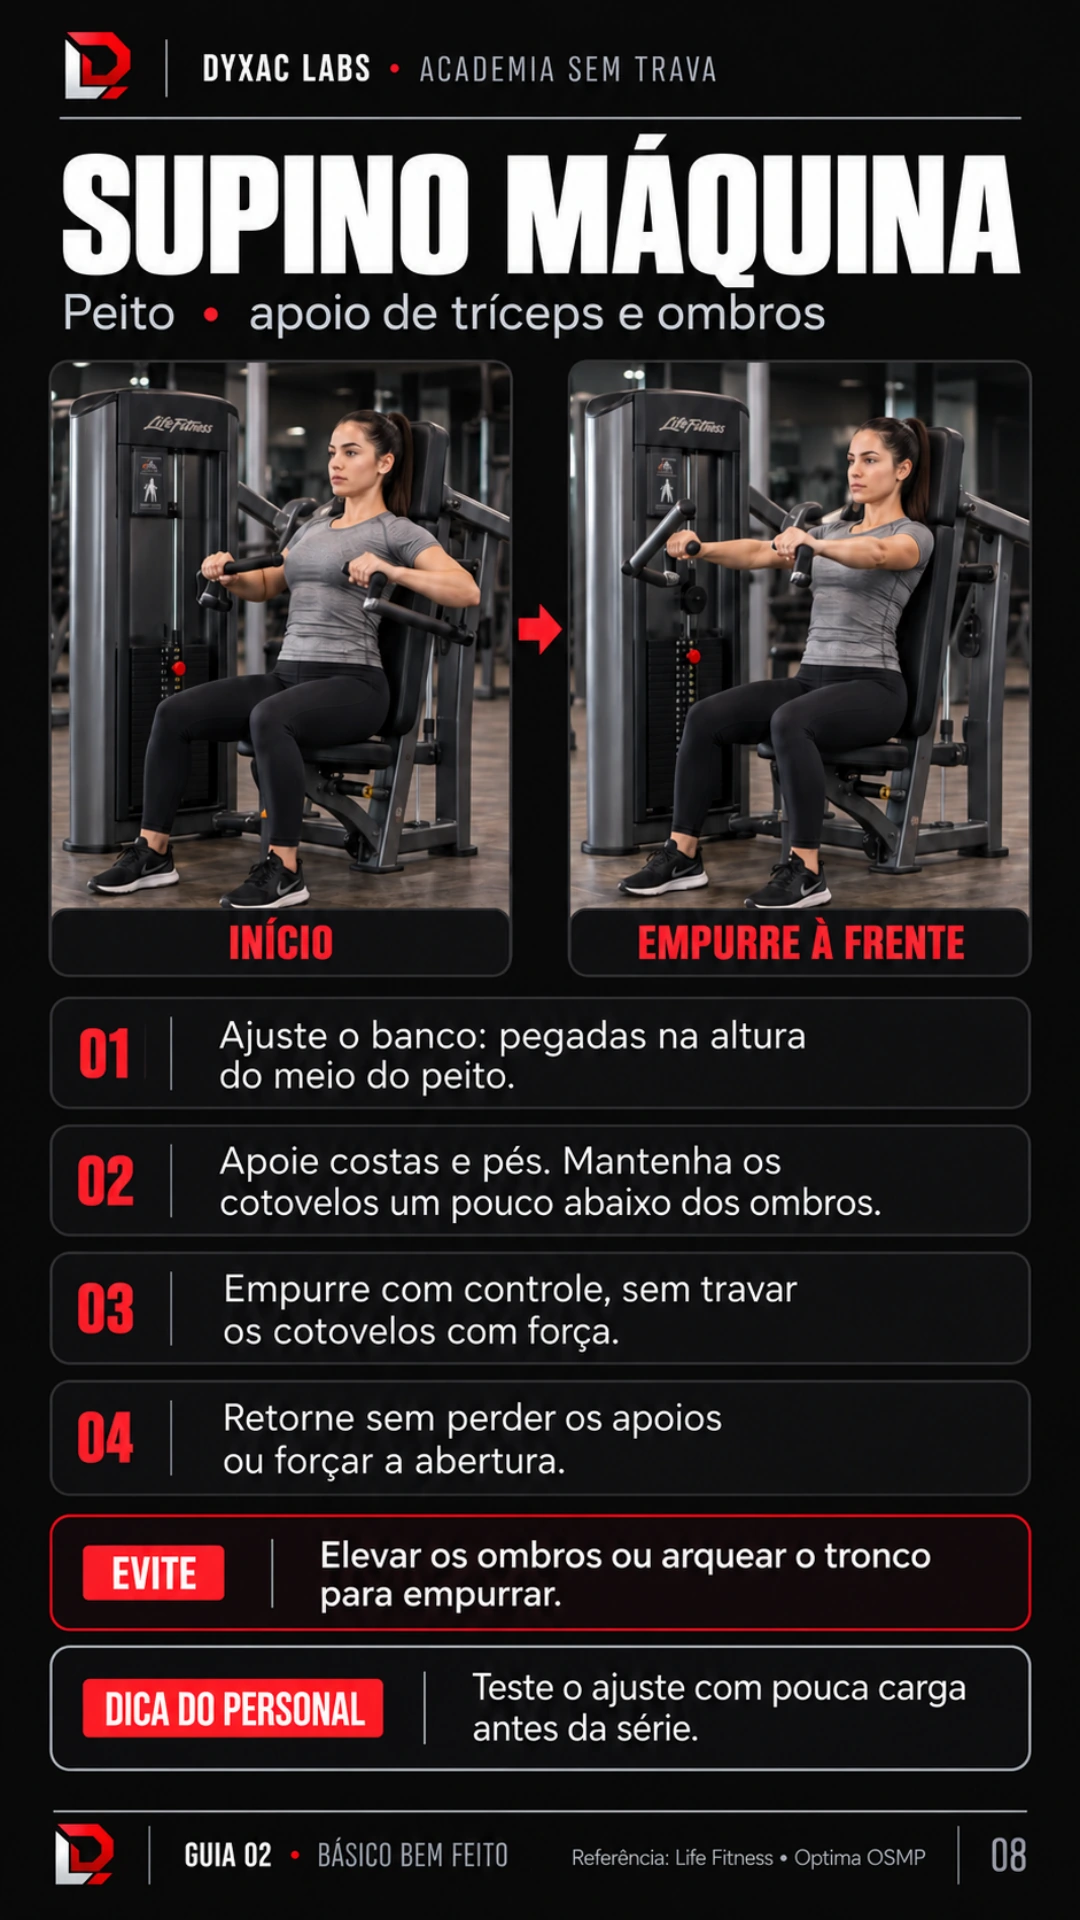 DYXAC LABS • ACADEMIA SEM TRAVA
SUPINO MÁQUINA
Peito • apoio de tríceps e ombros
Life Fitness
Life Fitness
INÍCIO
EMPURRE À FRENTE
01
Ajuste o banco: pegadas na altura
do meio do peito.
02
Apoie costas e pés. Mantenha os
cotovelos um pouco abaixo dos ombros.
03
Empurre com controle, sem travar
os cotovelos com força.
04
Retorne sem perder os apoios
ou forçar a abertura.
EVITE
Elevar os ombros ou arquear o tronco
para empurrar.
DICA DO PERSONAL
Teste o ajuste com pouca carga
antes da série.
GUIA 02 • BÁSICO BEM FEITO
Referência: Life Fitness • Optima OSMP
08